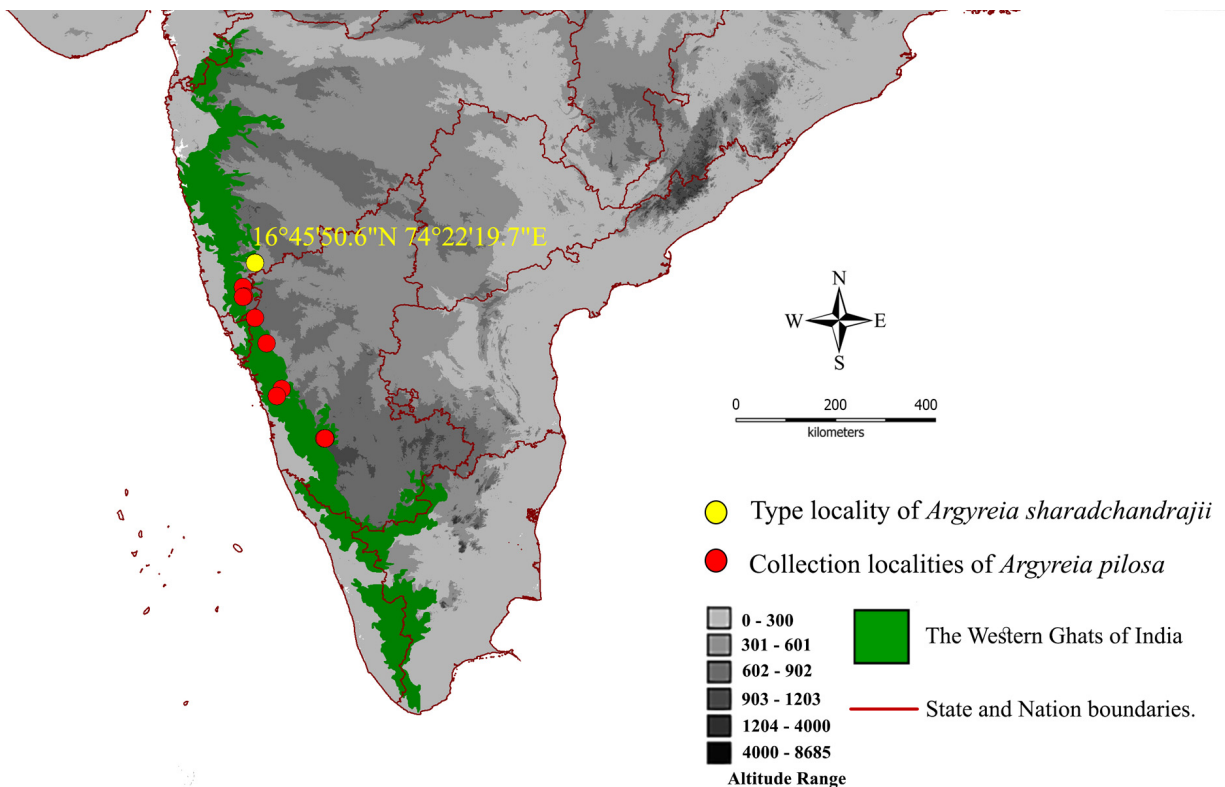 16°45'50.6"N 74°22'19.7"E
N
W E
S
0 200 400
kilometers
Type locality of Argyreia sharadchandrajii
Collection localities of Argyreia pilosa
0 - 300
301 - 601
602 - 902
903 - 1203
1204 - 4000
4000 - 8685
Altitude Range
The Western Ghats of India
State and Nation boundaries.